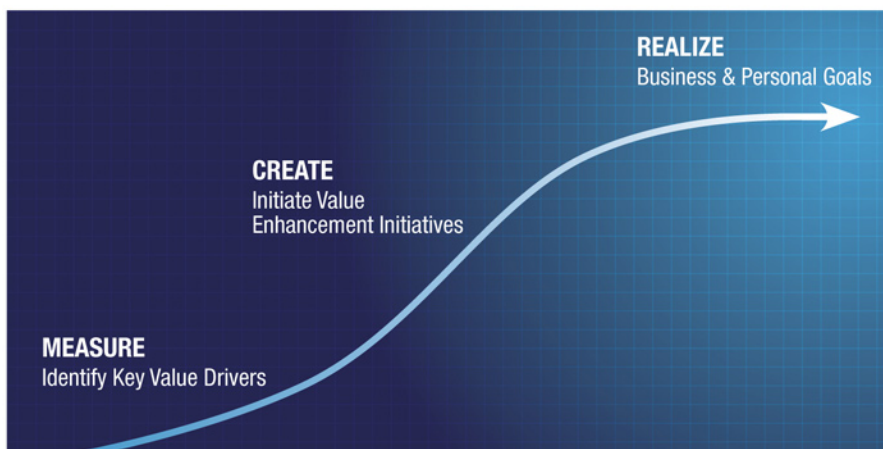 REALIZE
Business & Personal Goals
CREATE
Initiate Value
Enhancement Initiatives
MEASURE
Identify Key Value Drivers